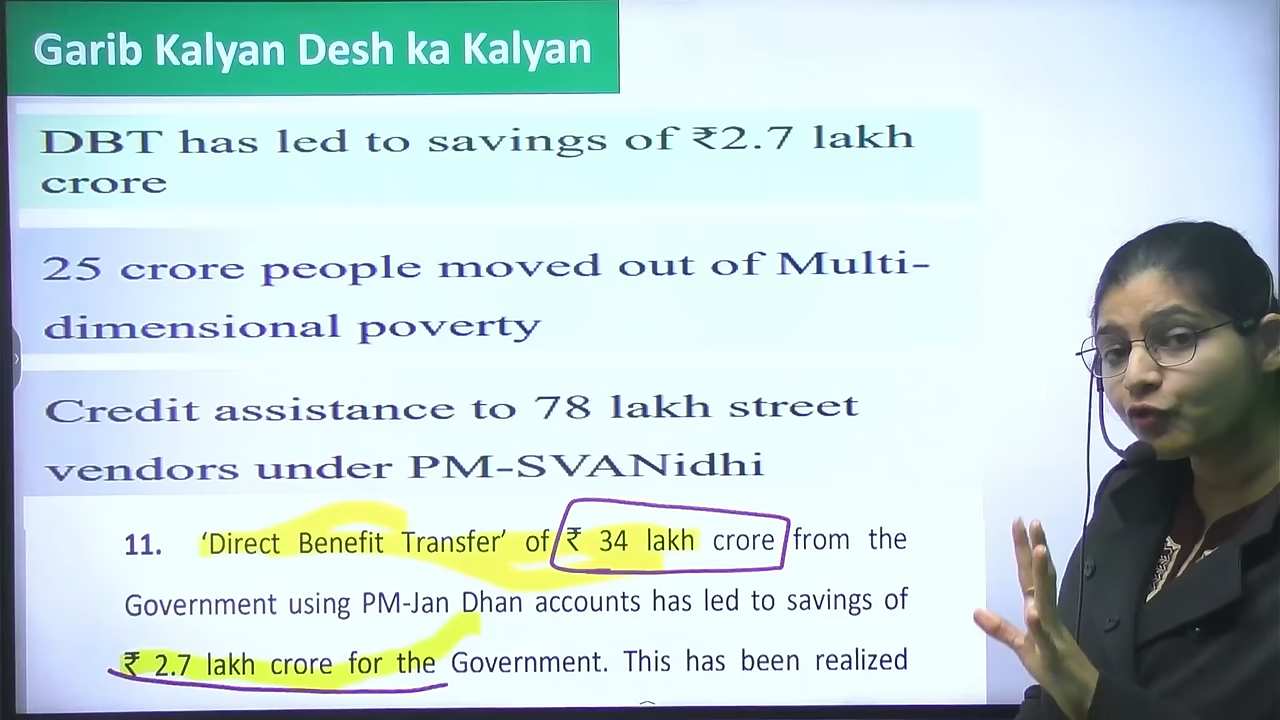 Garib Kalyan Desh ka Kalyan
DBT has led to savings of ₹2.7 lakh
crore
25 crore people moved out of Multi-
dimensional poverty
Credit assistance to 78 lakh street
vendors under PM-SVANidhi
11. ‘Direct Benefit Transfer’ of ₹ 34 lakh crore from the
Government using PM-Jan Dhan accounts has led to savings of
₹ 2.7 lakh crore for the Government. This has been realized